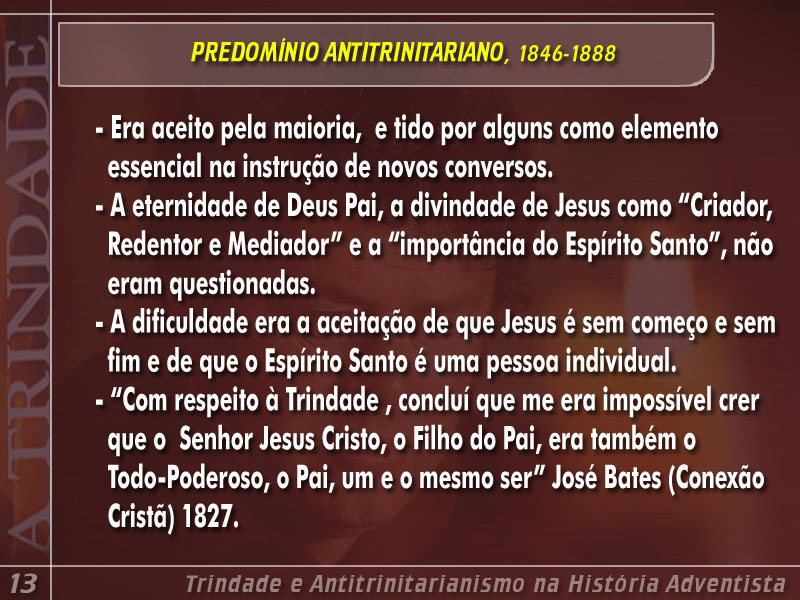 PREDOMÍNIO ANTITRINITARIANO, 1846-1888
A TRINDADE
- Era aceito pela maioria, e tido por alguns como elemento
essencial na instrução de novos conversos.
- A eternidade de Deus Pai, a divindade de Jesus como “Criador,
Redentor e Mediador” e a “importância do Espírito Santo”, não
eram questionadas.
- A dificuldade era a aceitação de que Jesus é sem começo e sem
fim e de que o Espírito Santo é uma pessoa individual.
- “Com respeito à Trindade , concluí que me era impossível crer
que o Senhor Jesus Cristo, o Filho do Pai, era também o
Todo-Poderoso, o Pai, um e o mesmo ser” José Bates (Conexão
Cristã) 1827.
13
Trindade e Antitrinitarianismo na História Adventista